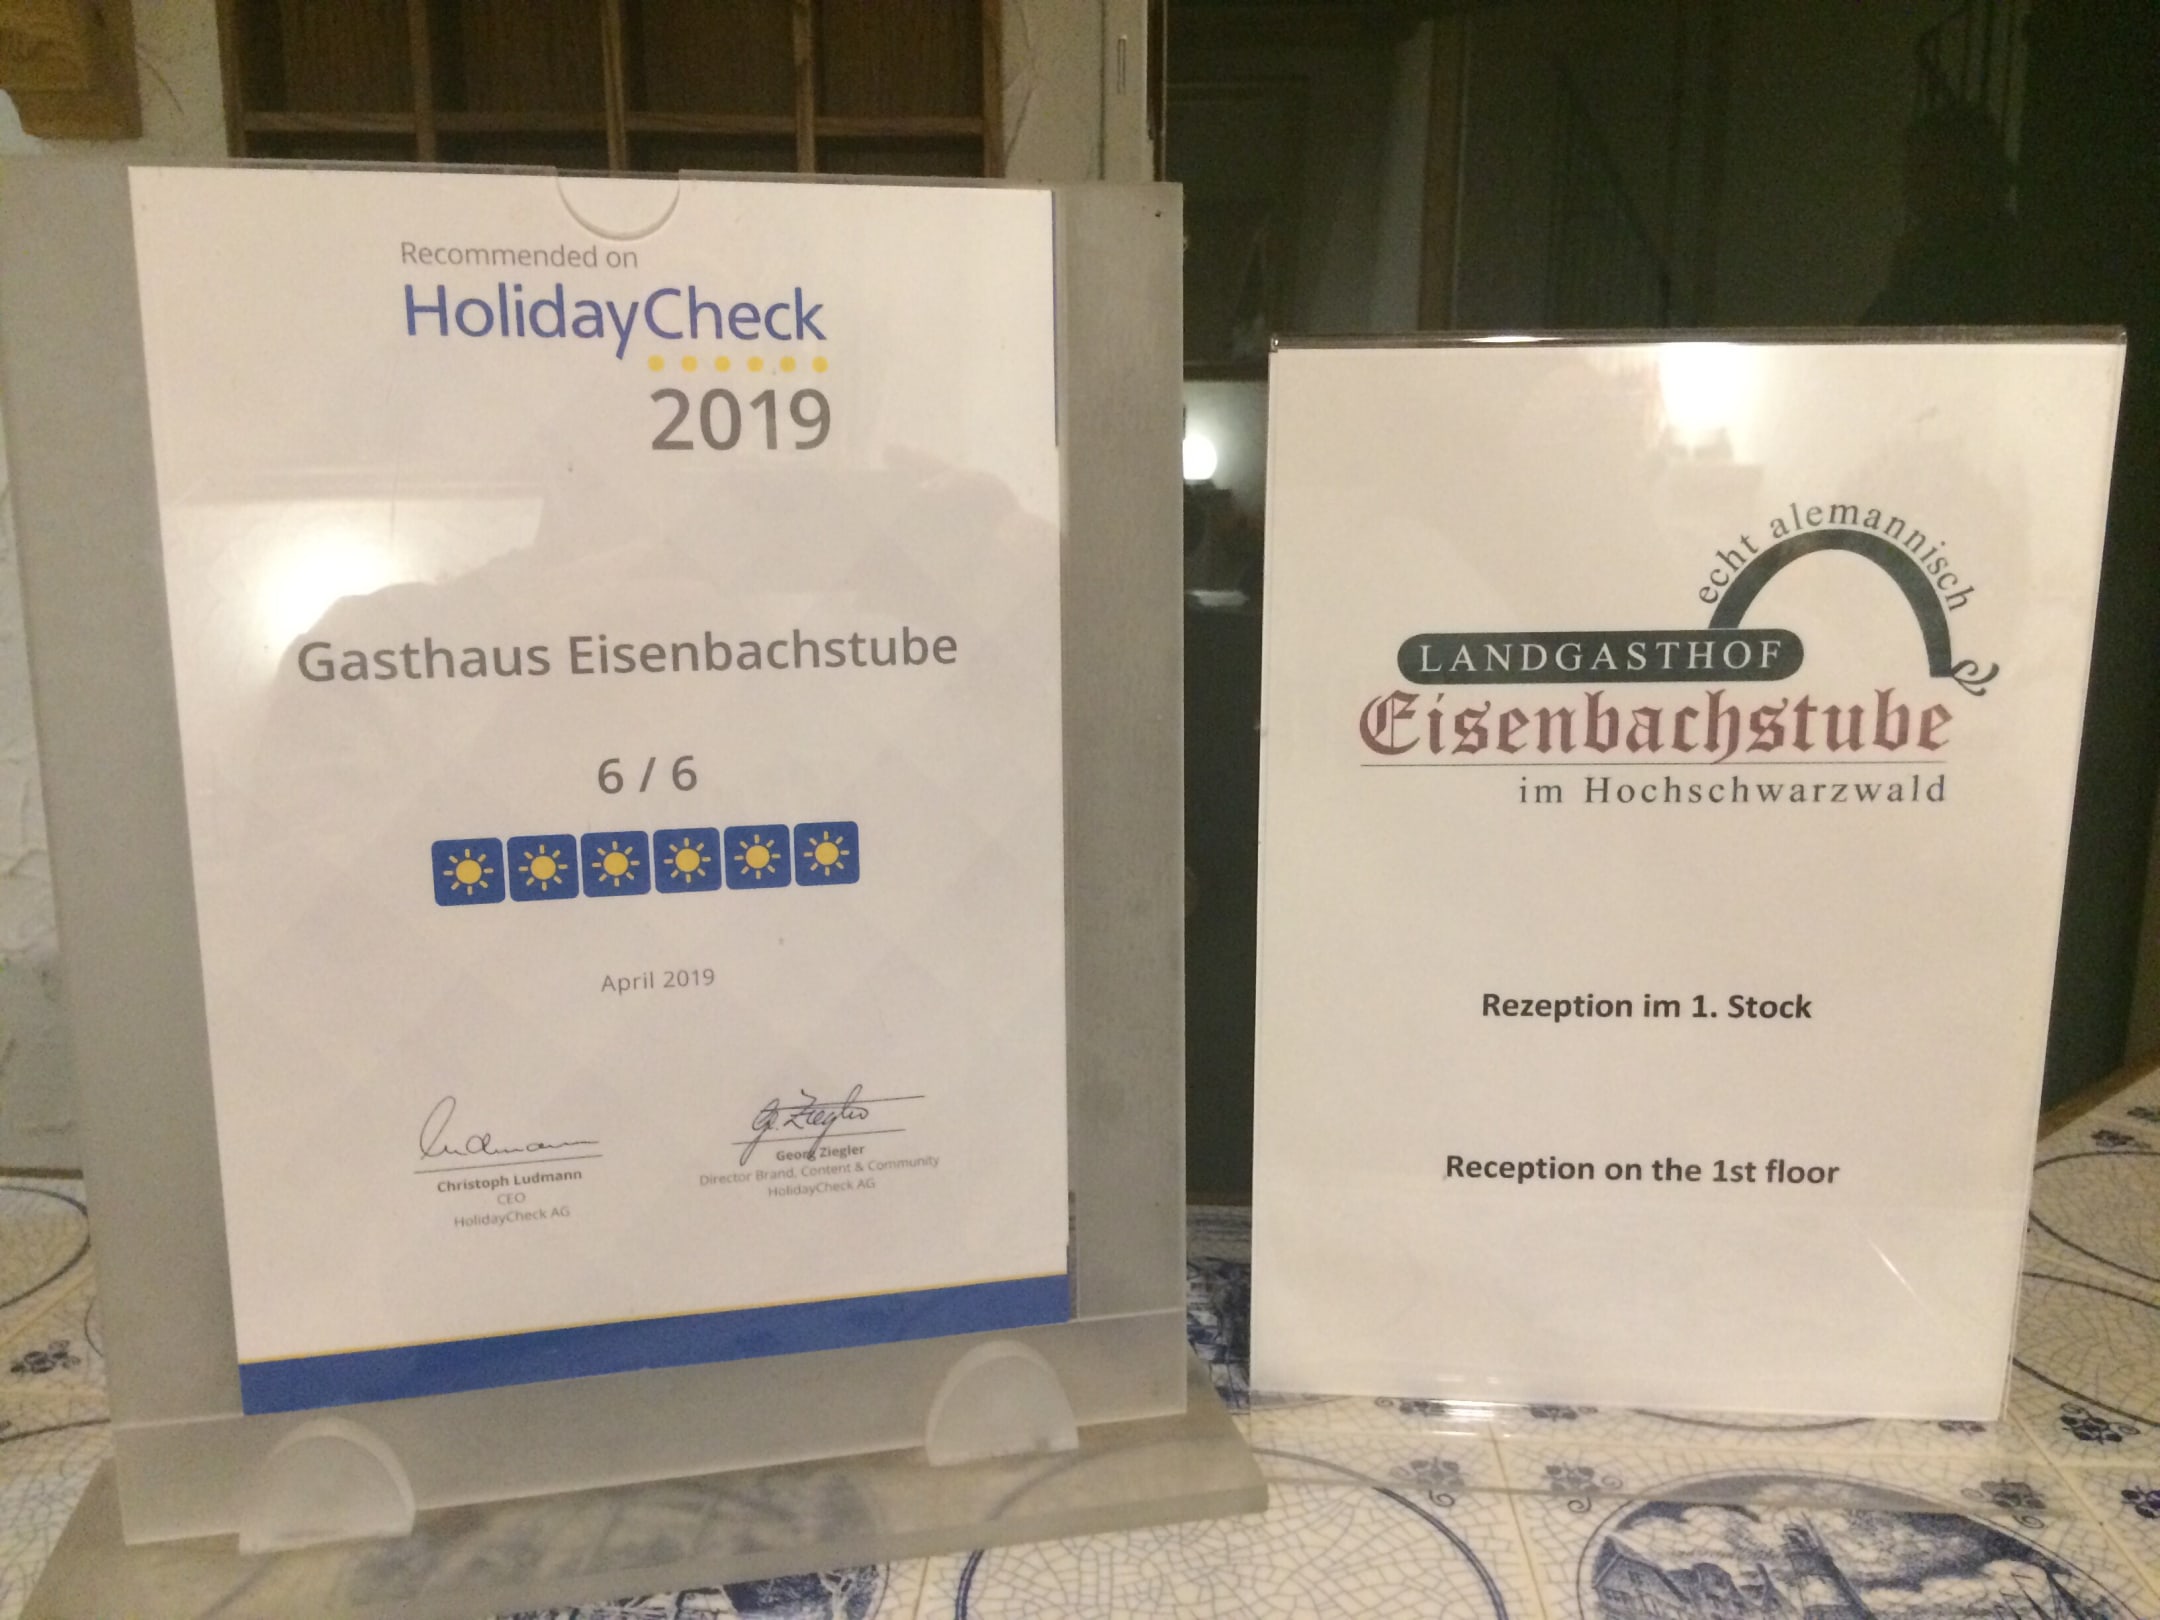 Recommended on
HolidayCheck
2019
Gasthaus Eisenbachstube
6 / 6
April 2019
Ludmann
Christoph Ludmann
CEO
HolidayCheck AG
G. Ziegler
Georg Ziegler
Director Brand, Content & Community
HolidayCheck AG
echt alemannisch
LANDGASTHOF
Eisenbachstube
im Hochschwarzwald
Rezeption im 1. Stock
Reception on the 1st floor